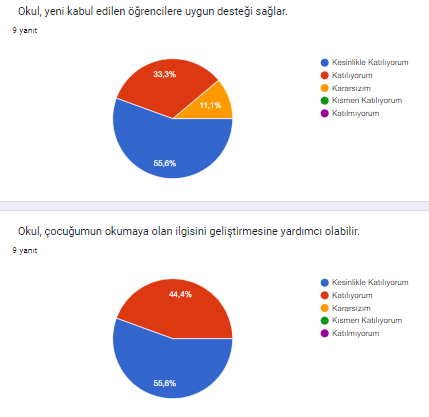 Okul, yeni kabul edilen öğrencilere uygun desteği sağlar.
9 yanıt
33,3%
11,1%
55,6%
Kesinlikle Katılıyorum
Katılıyorum
Kararsızım
Kısmen Katılıyorum
Katılmıyorum
Okul, çocuğumun okumaya olan ilgisini geliştirmesine yardımcı olabilir.
9 yanıt
44,4%
55,6%
Kesinlikle Katılıyorum
Katılıyorum
Kararsızım
Kısmen Katılıyorum
Katılmıyorum